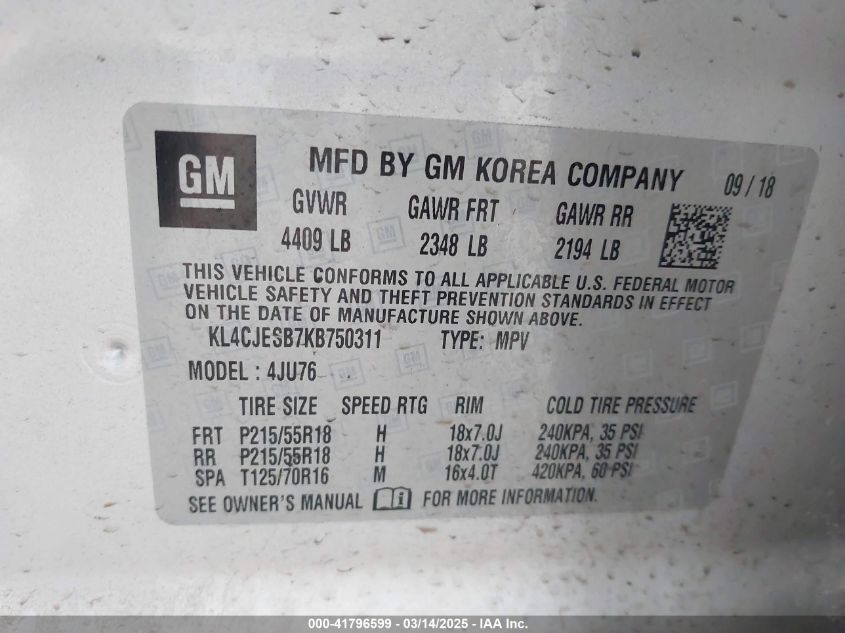 GM
MFD BY GM KOREA COMPANY 09/18
GVWR GAWR FRT GAWR RR
4409 LB 2348 LB 2194 LB
THIS VEHICLE CONFORMS TO ALL APPLICABLE U.S. FEDERAL MOTOR
VEHICLE SAFETY AND THEFT PREVENTION STANDARDS IN EFFECT
ON THE DATE OF MANUFACTURE SHOWN ABOVE.
KL4CJESB7KB750311 TYPE: MPV
MODEL: 4JU76
TIRE SIZE SPEED RTG RIM COLD TIRE PRESSURE
FRT P215/55R18 H 18x7.0J 240KPA, 35 PSI
RR P215/55R18 H 18x7.0J 240KPA, 35 PSI
SPA T125/70R16 M 16x4.0T 420KPA, 60 PSI
SEE OWNER'S MANUAL FOR MORE INFORMATION.
000-41796599 - 03/14/2025 - IAA Inc.